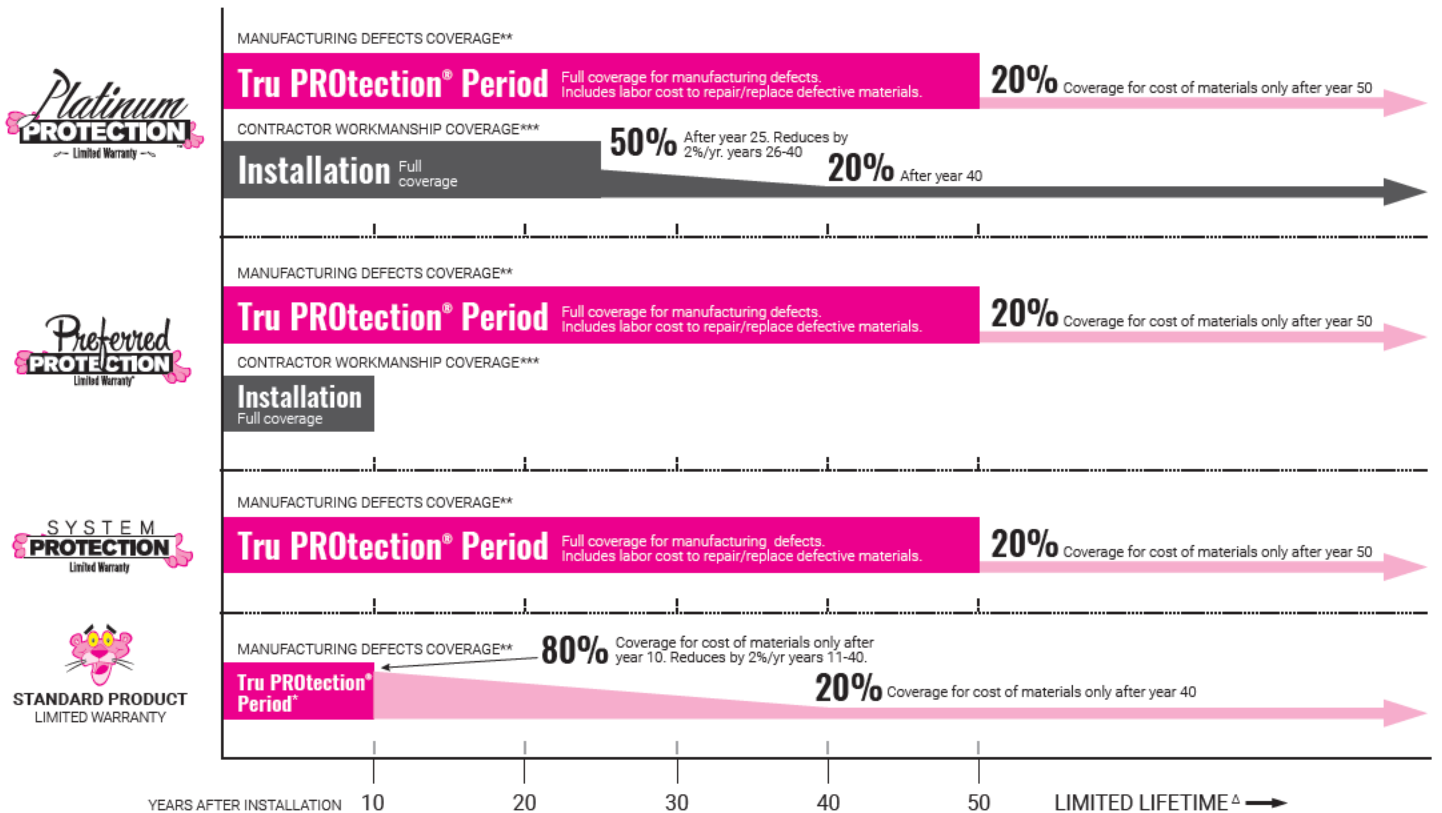 MANUFACTURING DEFECTS COVERAGE**
Platinum
PROTECTION™
Limited Warranty
Tru PROtection® Period
Full coverage for manufacturing defects.
Includes labor cost to repair/replace defective materials.
20% Coverage for cost of materials only after year 50
CONTRACTOR WORKMANSHIP COVERAGE***
Installation
Full
coverage
50%
After year 25. Reduces by
2%/yr. years 26-40
20% After year 40
MANUFACTURING DEFECTS COVERAGE**
Preferred
PROTECTION
Limited Warranty*
Tru PROtection® Period
Full coverage for manufacturing defects.
Includes labor cost to repair/replace defective materials.
20% Coverage for cost of materials only after year 50
CONTRACTOR WORKMANSHIP COVERAGE***
Installation
Full coverage
MANUFACTURING DEFECTS COVERAGE**
SYSTEM
PROTECTION
Limited Warranty
Tru PROtection® Period
Full coverage for manufacturing defects.
Includes labor cost to repair/replace defective materials.
20% Coverage for cost of materials only after year 50
STANDARD PRODUCT
LIMITED WARRANTY
MANUFACTURING DEFECTS COVERAGE**
Tru PROtection®
Period*
80%
Coverage for cost of materials only after
year 10. Reduces by 2%/yr years 11-40.
20% Coverage for cost of materials only after year 40
YEARS AFTER INSTALLATION 10 20 30 40 50 LIMITED LIFETIME Δ